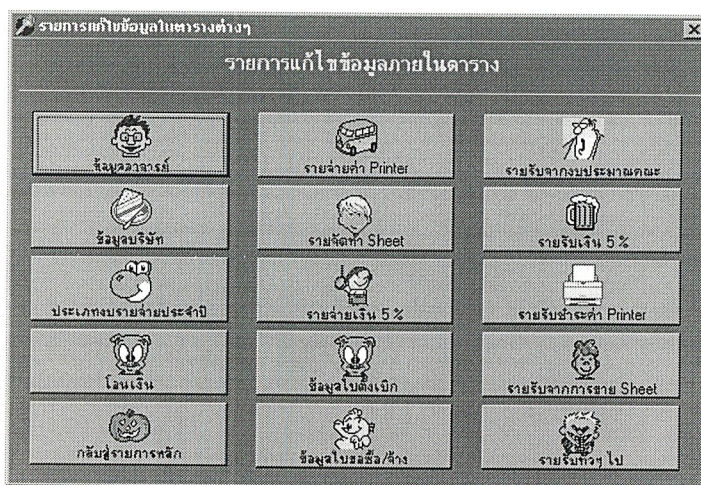 รายการแก้ไขข้อมูลในตารางต่างๆ
รายการแก้ไขข้อมูลภายในตาราง
ข้อมูลอาจารย์
รายจ่ายค่า Printer
รายรับจากงบประมาณคณะ
ข้อมูลบริษัท
รายจัดทำ Sheet
รายรับเงิน 5 %
ประเภทงบรายจ่ายประจำปี
รายจ่ายเงิน 5 %
รายรับชำระค่า Printer
โอนเงิน
ข้อมูลใบตั้งเบิก
รายรับจากการขาย Sheet
กลับสู่รายการหลัก
ข้อมูลใบขอซื้อ/จ้าง
รายรับทั่วๆ ไป